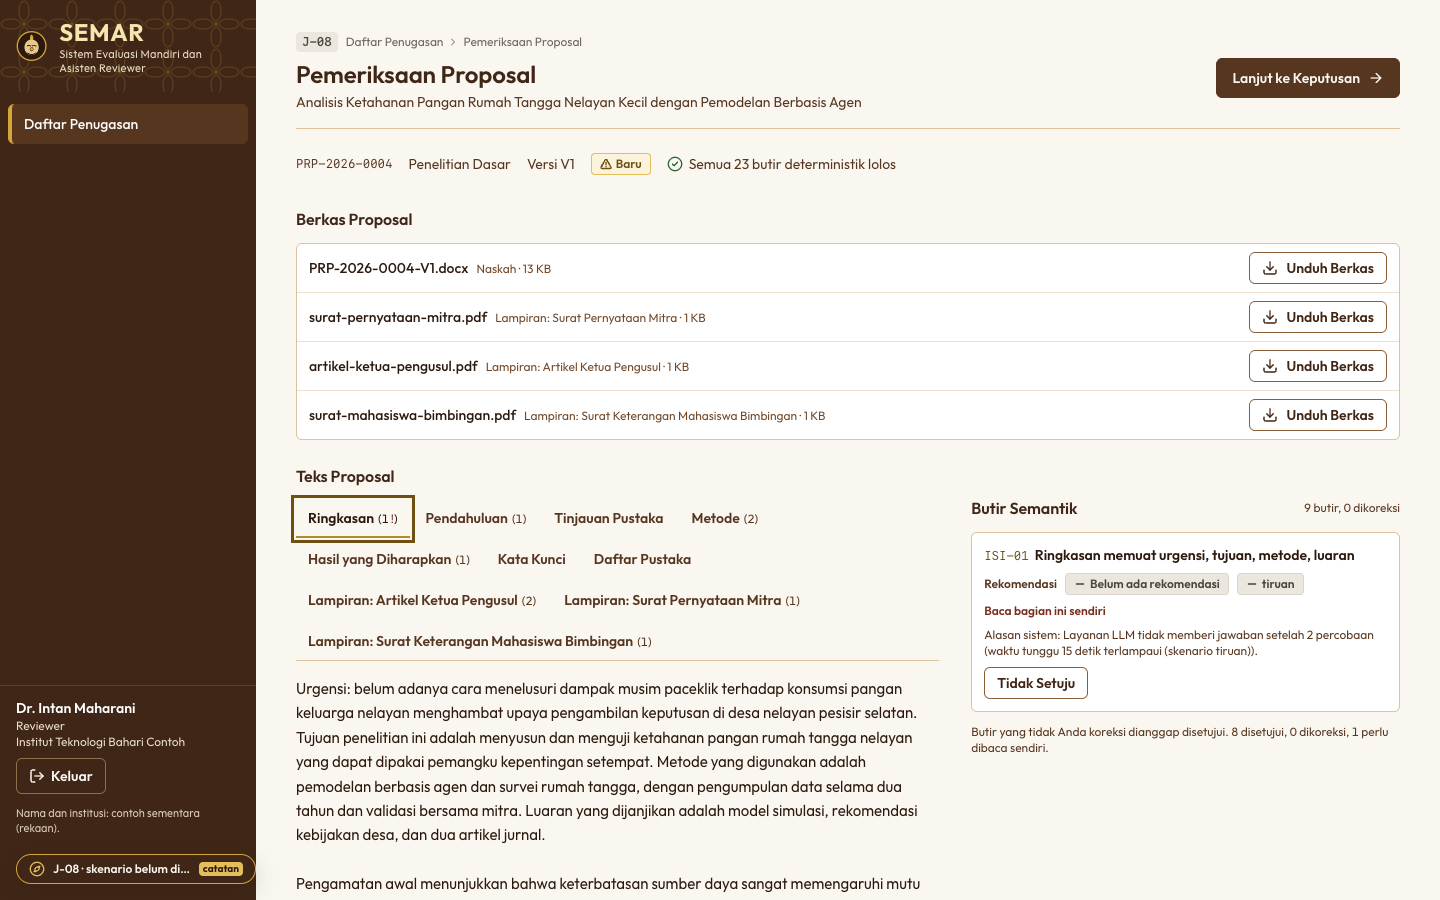 SEMAR
Sistem Evaluasi Mandiri dan
Asisten Reviewer
Daftar Penugasan
Dr. Intan Maharani
Reviewer
Institut Teknologi Bahari Contoh
Keluar
Nama dan institusi: contoh sementara
(rekaan).
J-08 · skenario belum di... catatan
J-08 Daftar Penugasan > Pemeriksaan Proposal
Pemeriksaan Proposal
Analisis Ketahanan Pangan Rumah Tangga Nelayan Kecil dengan Pemodelan Berbasis Agen
Lanjut ke Keputusan →
PRP-2026-0004 Penelitian Dasar Versi V1 Baru Semua 23 butir deterministik lolos
Berkas Proposal
PRP-2026-0004-V1.docx Naskah · 13 KB Unduh Berkas
surat-pernyataan-mitra.pdf Lampiran: Surat Pernyataan Mitra · 1 KB Unduh Berkas
artikel-ketua-pengusul.pdf Lampiran: Artikel Ketua Pengusul · 1 KB Unduh Berkas
surat-mahasiswa-bimbingan.pdf Lampiran: Surat Keterangan Mahasiswa Bimbingan · 1 KB Unduh Berkas
Teks Proposal
Ringkasan (1 !) Pendahuluan (1) Tinjauan Pustaka Metode (2)
Hasil yang Diharapkan (1) Kata Kunci Daftar Pustaka
Lampiran: Artikel Ketua Pengusul (2) Lampiran: Surat Pernyataan Mitra (1)
Lampiran: Surat Keterangan Mahasiswa Bimbingan (1)
Urgensi: belum adanya cara menelusuri dampak musim paceklik terhadap konsumsi pangan
keluarga nelayan menghambat upaya pengambilan keputusan di desa nelayan pesisir selatan.
Tujuan penelitian ini adalah menyusun dan menguji ketahanan pangan rumah tangga nelayan
yang dapat dipakai pemangku kepentingan setempat. Metode yang digunakan adalah
pemodelan berbasis agen dan survei rumah tangga, dengan pengumpulan data selama dua
tahun dan validasi bersama mitra. Luaran yang dijanjikan adalah model simulasi, rekomendasi
kebijakan desa, dan dua artikel jurnal.
Pengamatan awal menunjukkan bahwa keterbatasan sumber daya sangat memengaruhi mutu
Butir Semantik 9 butir, 0 dikoreksi
ISI-01 Ringkasan memuat urgensi, tujuan, metode, luaran
Rekomendasi — Belum ada rekomendasi — tiruan
Baca bagian ini sendiri
Alasan sistem: Layanan LLM tidak memberi jawaban setelah 2 percobaan
(waktu tunggu 15 detik terlampaui (skenario tiruan)).
Tidak Setuju
Butir yang tidak Anda koreksi dianggap disetujui. 8 disetujui, 0 dikoreksi, 1 perlu
dibaca sendiri.